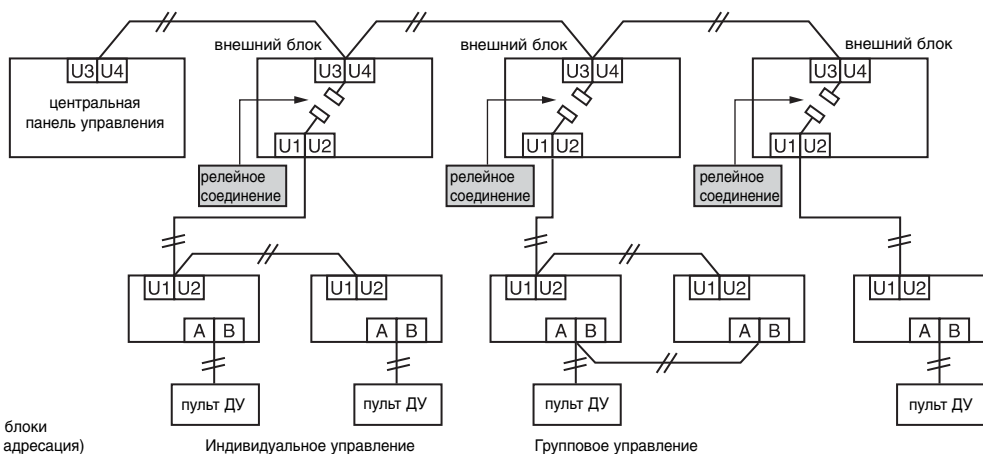 внешний блок
внешний блок
внешний блок
U3 U4
U3 U4
U3 U4
U3 U4
центральная
панель управления
U1 U2
U1 U2
U1 U2
релейное
соединение
релейное
соединение
релейное
соединение
U1 U2
U1 U2
U1 U2
U1 U2
U1 U2
A B
A B
A B
A B
A B
пульт ДУ
пульт ДУ
пульт ДУ
пульт ДУ
блоки
адресация)
Индивидуальное управление
Групповое управление